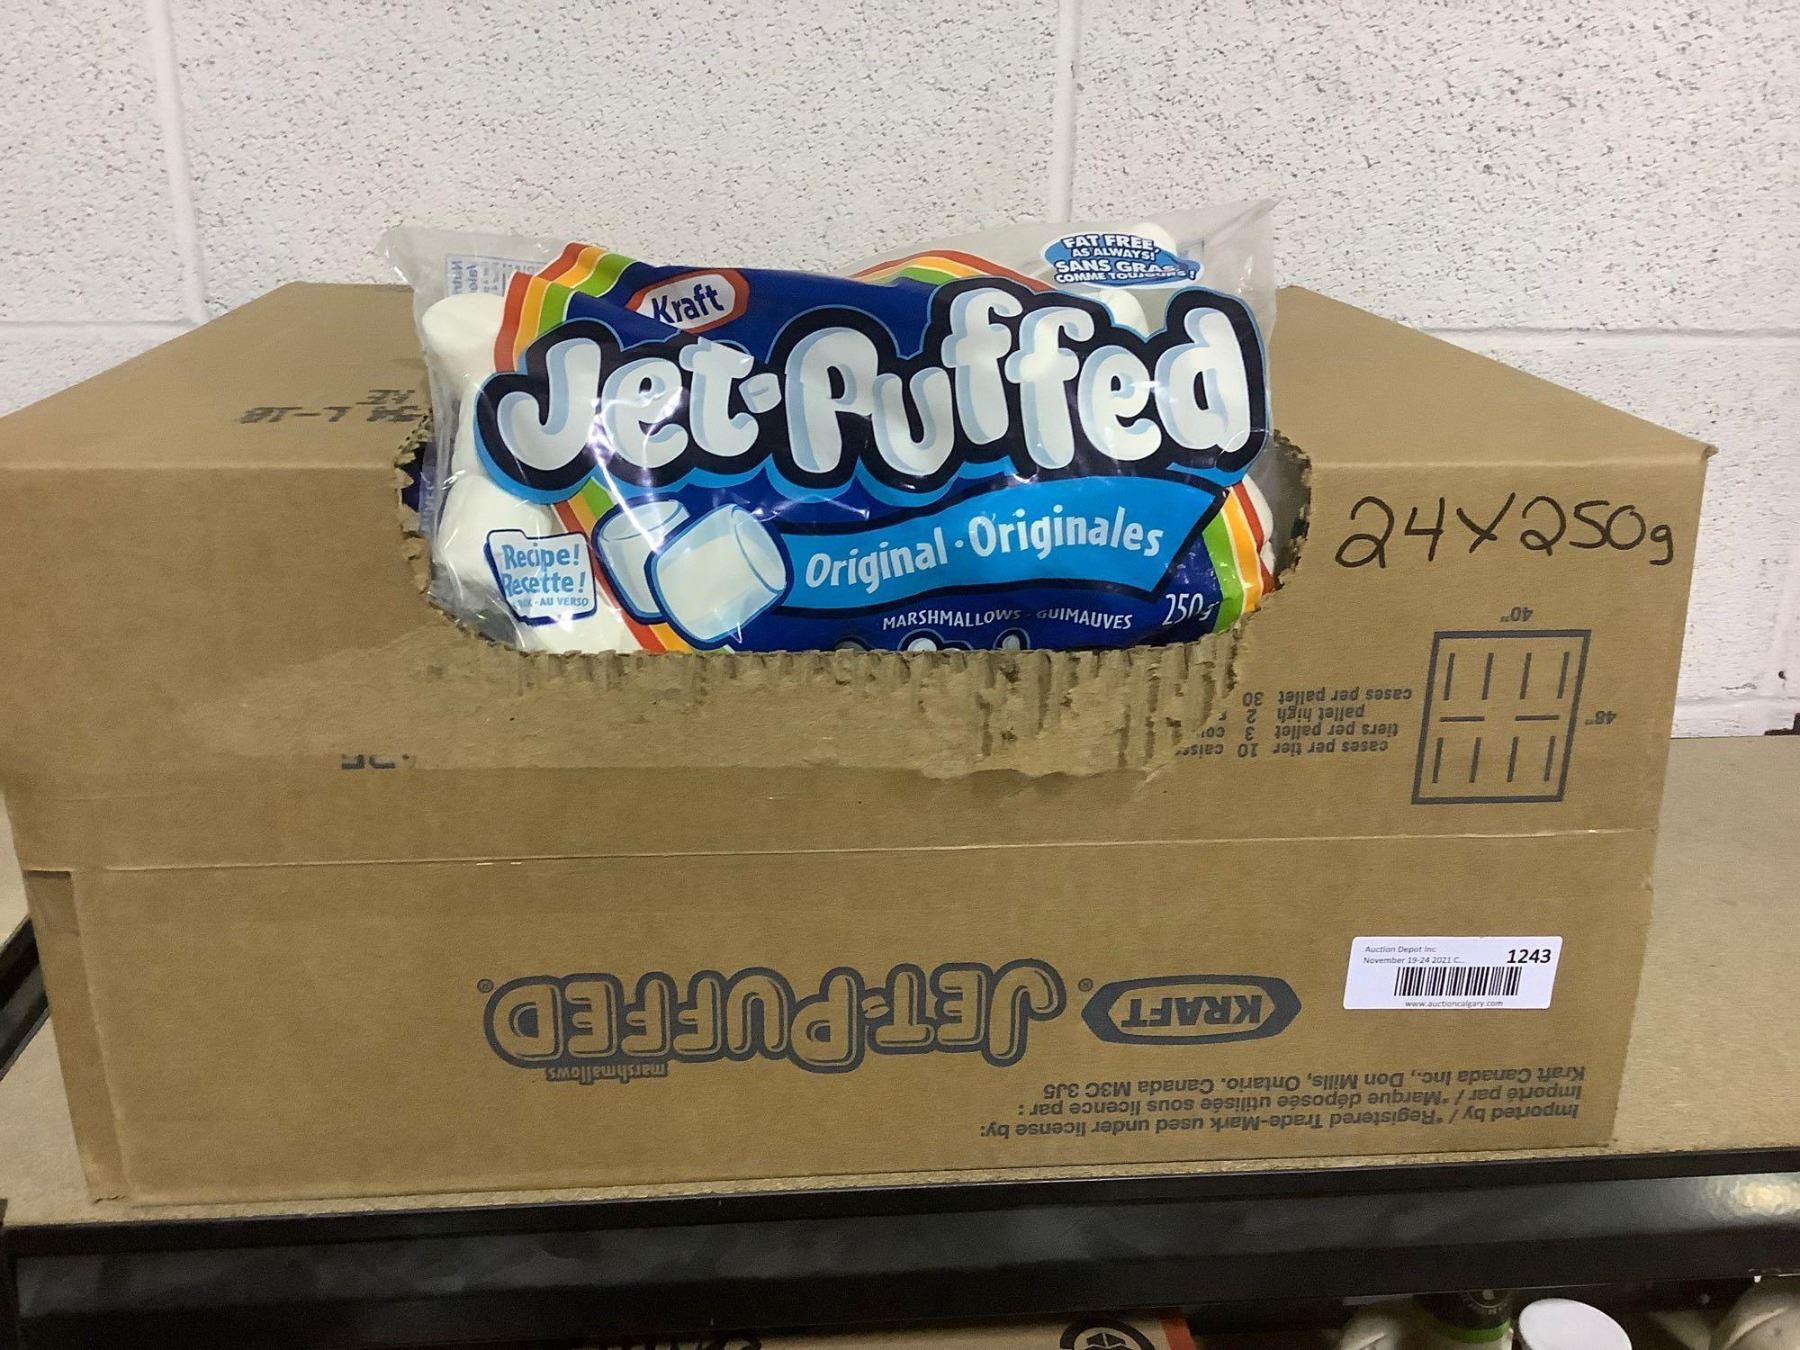 FAT FREE,
AS ALWAYS!
SANS GRAS
COMME TOUJOURS!
Kraft
Jet-Puffed
Original · Originales
MARSHMALLOWS - GUIMAUVES 250g
Recipe!
Recette!
-AU VERSO
24X250g
40"
48"
cases per tier 10 caisses
tiers per pallet 3
pallet high 2
cases per pallet 30
Auction Depot Inc
November 19-24 2021 C...
1243
www.auctioncalgary.com
Imported by / *Registered Trade-Mark used under license by:
Importé par / *Marque déposée utilisée sous licence par :
Kraft Canada Inc., Don Mills, Ontario. Canada M3C 3J5
marshmallows
KRAFT® JET-PUFFED®